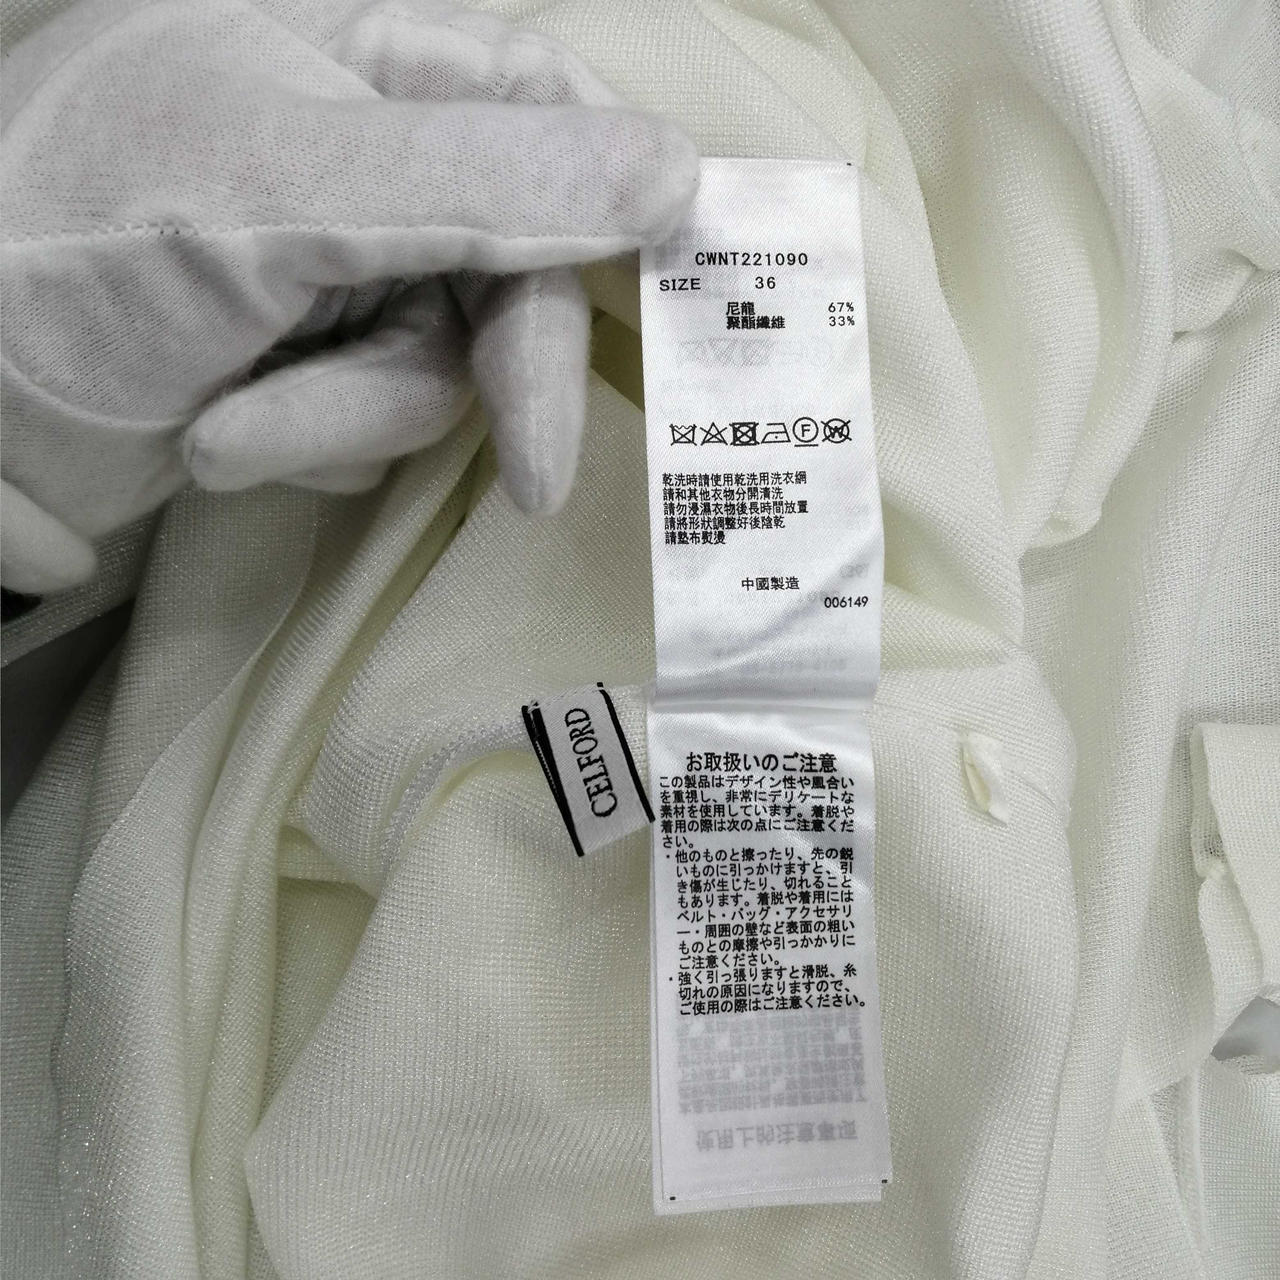 CWNT221090
SIZE 36
尼龍 67%
聚酯纖維 33%
F W
乾洗時請使用乾洗用洗衣網
請和其他衣物分開清洗
請勿浸濕衣物後長時間放置
請將形狀調整好後陰乾
請墊布熨燙
中國製造
006149
CELFORD
お取扱いのご注意
この製品はデザイン性や風合い
を重視し、非常にデリケートな
素材を使用しています。着脱や
着用の際は次の点にご注意くだ
さい。
・他のものと擦ったり、先の鋭
いものに引っかけますと、引
き傷が生じたり、切れること
もあります。着脱や着用には
ベルト・バッグ・アクセサリ
ー・周囲の壁など表面の粗い
ものとの摩擦や引っかかりに
ご注意ください。
・強く引っ張りますと滑脱、糸
切れの原因になりますので、
ご使用の際はご注意ください。